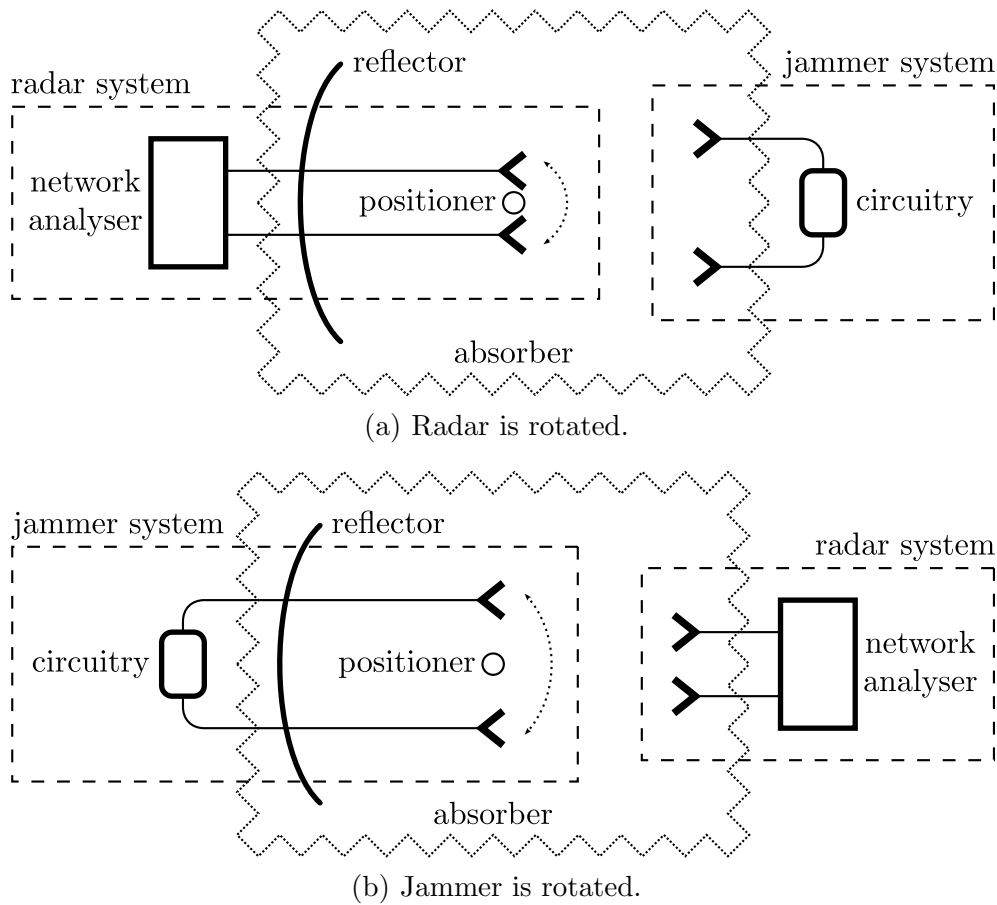 reflector
jammer system
radar system
network
analyser
positioner
circuitry
absorber
(a) Radar is rotated.
jammer system
reflector
radar system
circuitry
positioner
network
analyser
absorber
(b) Jammer is rotated.